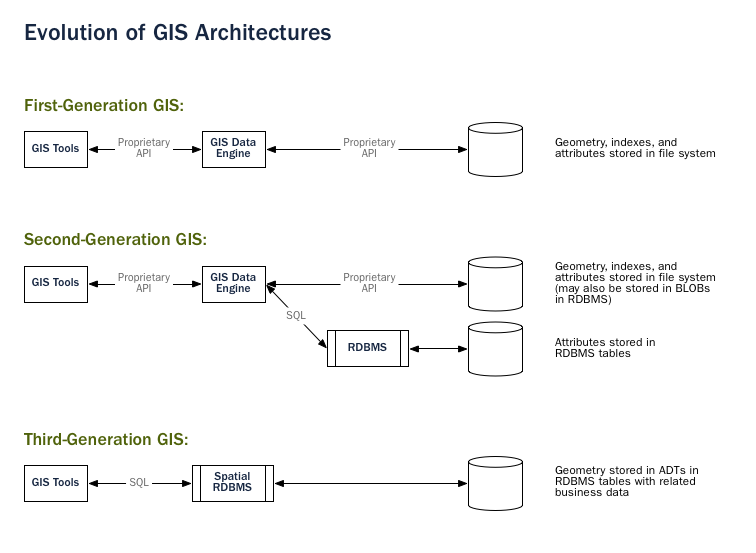 Evolution of GIS Architectures
First-Generation GIS:
GIS Tools
Proprietary
API
GIS Data
Engine
Proprietary
API
Geometry, indexes, and
attributes stored in file system
Second-Generation GIS:
GIS Tools
Proprietary
API
GIS Data
Engine
Proprietary
API
Geometry, indexes, and
attributes stored in file system
(may also be stored in BLOBs
in RDBMS)
SQL
RDBMS
Attributes stored in
RDBMS tables
Third-Generation GIS:
GIS Tools
SQL
Spatial
RDBMS
Geometry stored in ADTs in
RDBMS tables with related
business data